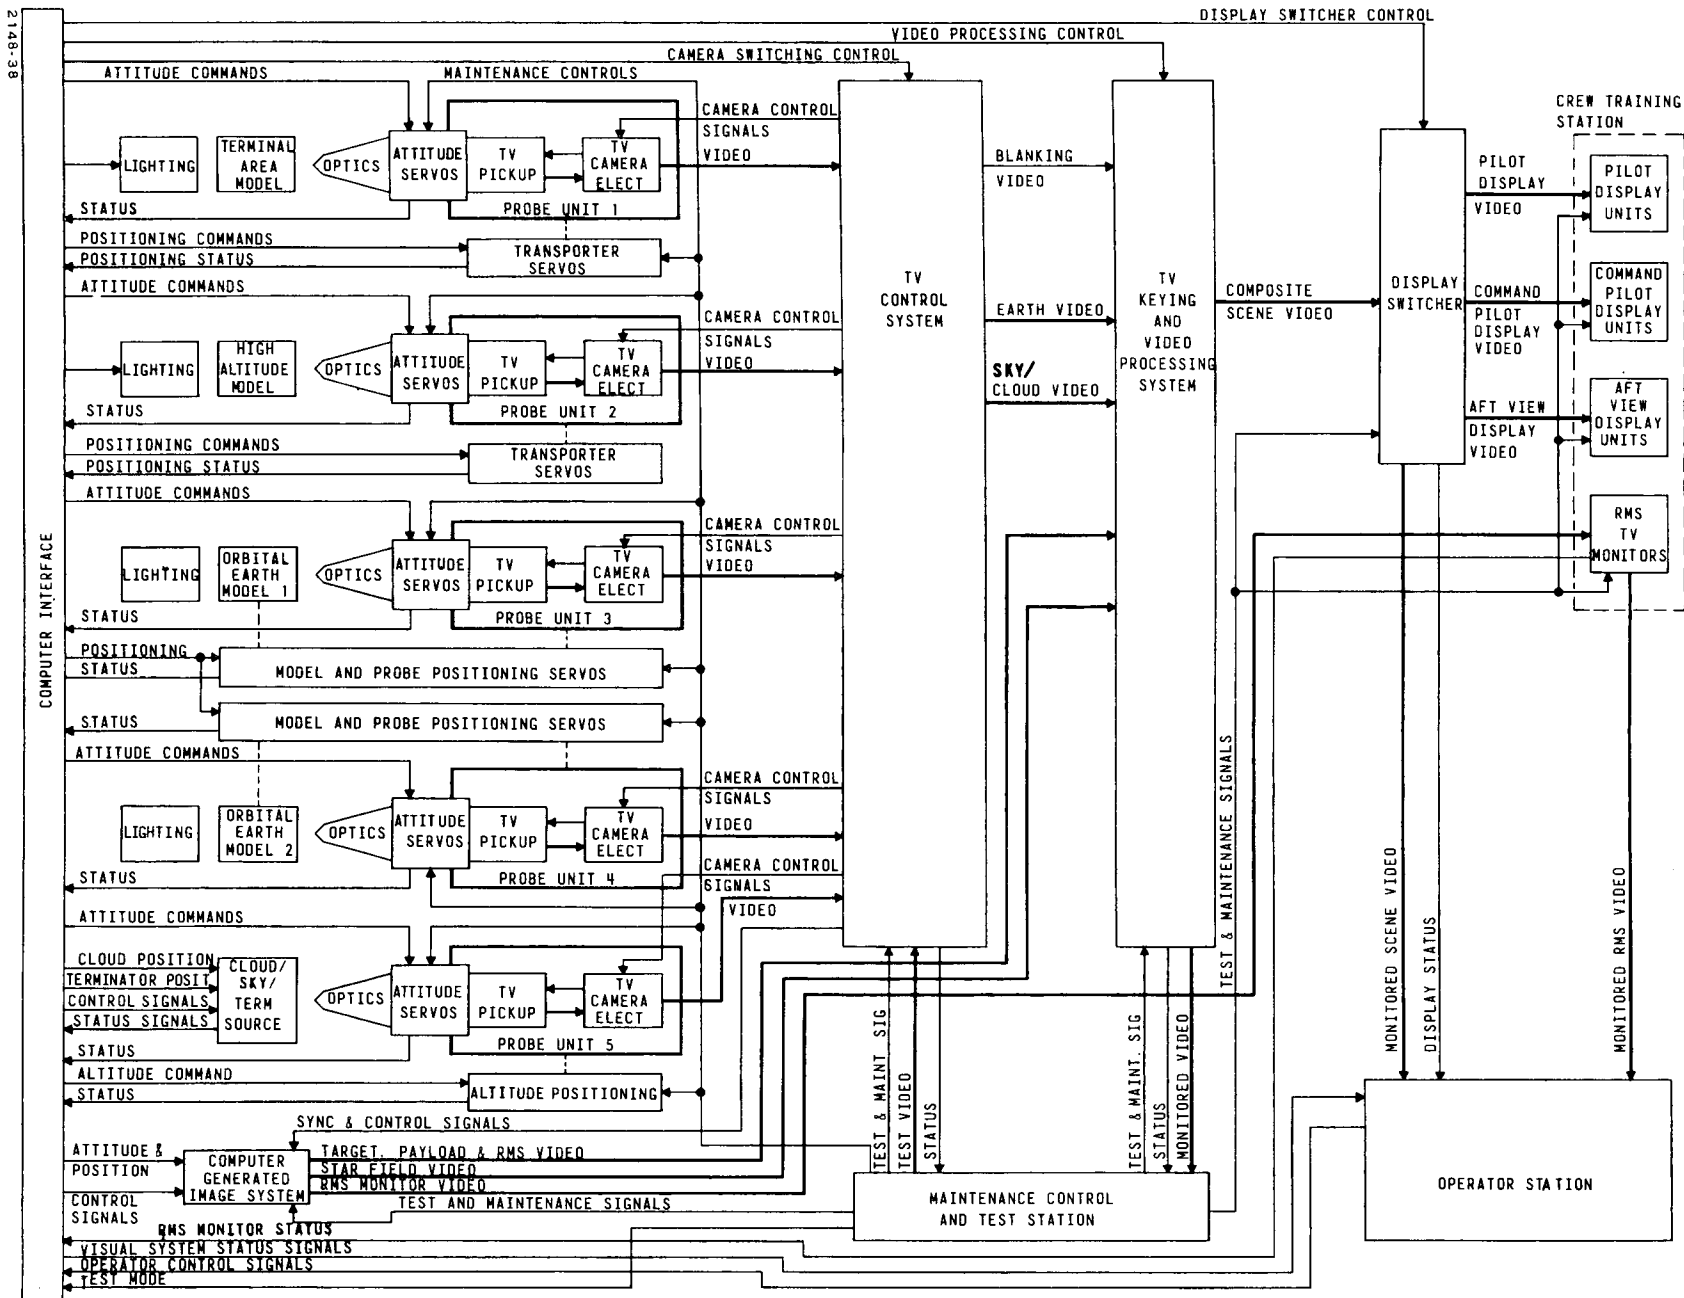 2148-38
DISPLAY SWITCHER CONTROL
VIDEO PROCESSING CONTROL
CAMERA SWITCHING CONTROL
ATTITUDE COMMANDS
MAINTENANCE CONTROLS
COMPUTER INTERFACE
LIGHTING
TERMINAL
AREA
MODEL
OPTICS
ATTITUDE
SERVOS
TV
PICKUP
TV
CAMERA
ELECT
CAMERA CONTROL
SIGNALS
VIDEO
STATUS
PROBE UNIT 1
POSITIONING COMMANDS
POSITIONING STATUS
TRANSPORTER
SERVOS
ATTITUDE COMMANDS
LIGHTING
HIGH
ALTITUDE
MODEL
OPTICS
ATTITUDE
SERVOS
TV
PICKUP
TV
CAMERA
ELECT
CAMERA CONTROL
SIGNALS
VIDEO
STATUS
PROBE UNIT 2
POSITIONING COMMANDS
POSITIONING STATUS
TRANSPORTER
SERVOS
ATTITUDE COMMANDS
LIGHTING
ORBITAL
EARTH
MODEL 1
OPTICS
ATTITUDE
SERVOS
TV
PICKUP
TV
CAMERA
ELECT
CAMERA CONTROL
SIGNALS
VIDEO
STATUS
PROBE UNIT 3
POSITIONING
STATUS
MODEL AND PROBE POSITIONING SERVOS
STATUS
MODEL AND PROBE POSITIONING SERVOS
ATTITUDE COMMANDS
LIGHTING
ORBITAL
EARTH
MODEL 2
OPTICS
ATTITUDE
SERVOS
TV
PICKUP
TV
CAMERA
ELECT
CAMERA CONTROL
SIGNALS
VIDEO
STATUS
PROBE UNIT 4
CAMERA CONTROL
SIGNALS
VIDEO
ATTITUDE COMMANDS
CLOUD POSITION
TERMINATOR POSIT
CONTROL SIGNALS
STATUS SIGNALS
CLOUD/
SKY/
TERM
SOURCE
OPTICS
ATTITUDE
SERVOS
TV
PICKUP
TV
CAMERA
ELECT
STATUS
PROBE UNIT 5
ALTITUDE COMMAND
STATUS
ALTITUDE POSITIONING
SYNC & CONTROL SIGNALS
ATTITUDE &
POSITION
COMPUTER
GENERATED
IMAGE SYSTEM
TARGET, PAYLOAD & RMS VIDEO
STAR FIELD VIDEO
RMS MONITOR VIDEO
TEST AND MAINTENANCE SIGNALS
CONTROL
SIGNALS
RMS MONITOR STATUS
VISUAL SYSTEM STATUS SIGNALS
OPERATOR CONTROL SIGNALS
TEST MODE
TV
CONTROL
SYSTEM
BLANKING
VIDEO
EARTH VIDEO
SKY/
CLOUD VIDEO
TV
KEYING
AND
VIDEO
PROCESSING
SYSTEM
COMPOSITE
SCENE VIDEO
DISPLAY
SWITCHER
PILOT
DISPLAY
VIDEO
COMMAND
PILOT
DISPLAY
VIDEO
AFT VIEW
DISPLAY
VIDEO
CREW TRAINING
STATION
PILOT
DISPLAY
UNITS
COMMAND
PILOT
DISPLAY
UNITS
AFT
VIEW
DISPLAY
UNITS
RMS
TV
MONITORS
TEST & MAINT SIG
TEST VIDEO
STATUS
TEST & MAINT. SIG
STATUS
MONITORED VIDEO
TEST & MAINTENANCE SIGNALS
MONITORED SCENE VIDEO
DISPLAY STATUS
MONITORED RMS VIDEO
MAINTENANCE CONTROL
AND TEST STATION
OPERATOR STATION